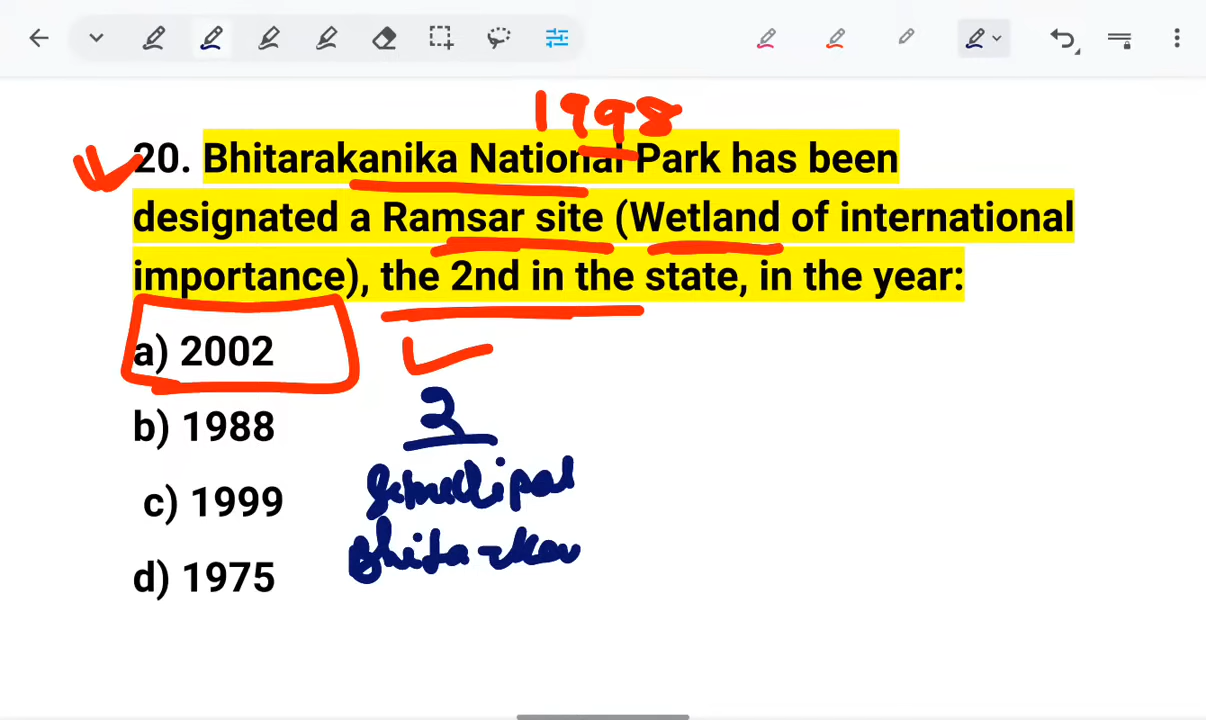 1998
20. Bhitarakanika National Park has been
designated a Ramsar site (Wetland of international
importance), the 2nd in the state, in the year:
a) 2002
b) 1988
c) 1999
d) 1975
2